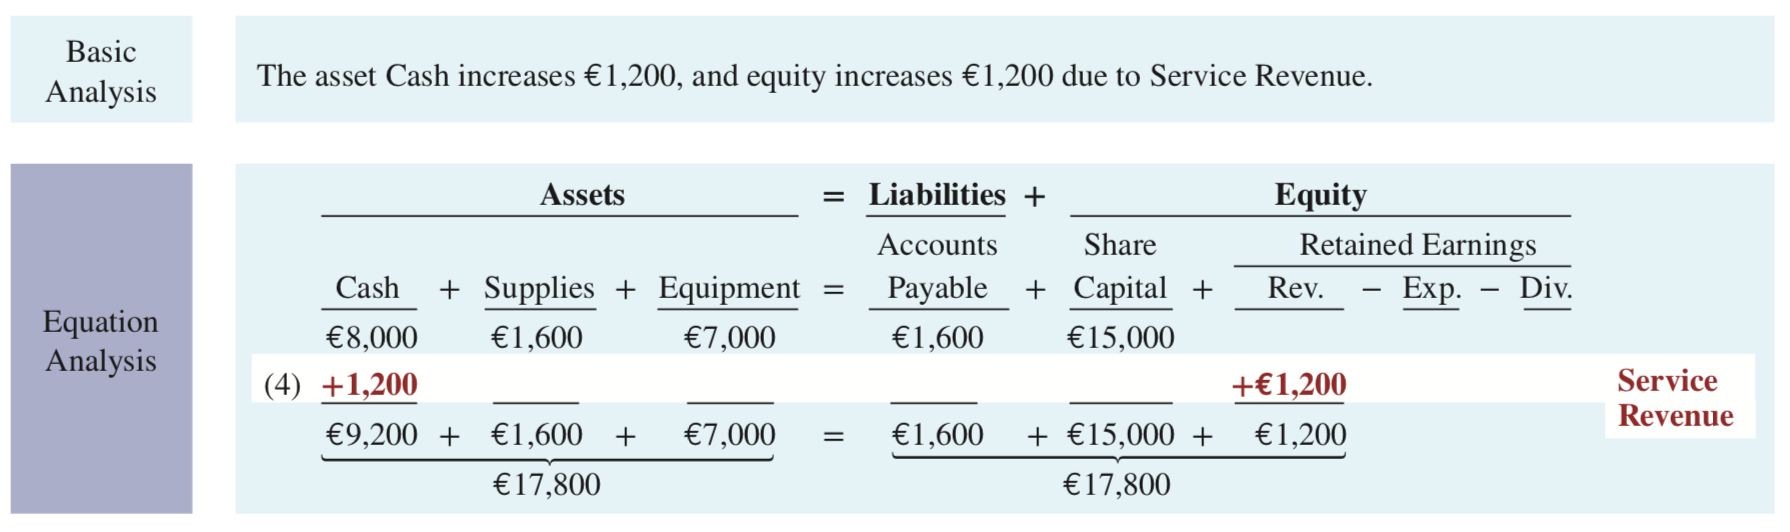 Basic
Analysis
The asset Cash increases €1,200, and equity increases €1,200 due to Service Revenue.
Equation
Analysis
Assets = Liabilities + Equity
Accounts Share Retained Earnings
Cash + Supplies + Equipment = Payable + Capital + Rev. − Exp. − Div.
€8,000 €1,600 €7,000 €1,600 €15,000
(4) +1,200 +€1,200 Service
Revenue
€9,200 + €1,600 + €7,000 = €1,600 + €15,000 + €1,200
€17,800 €17,800